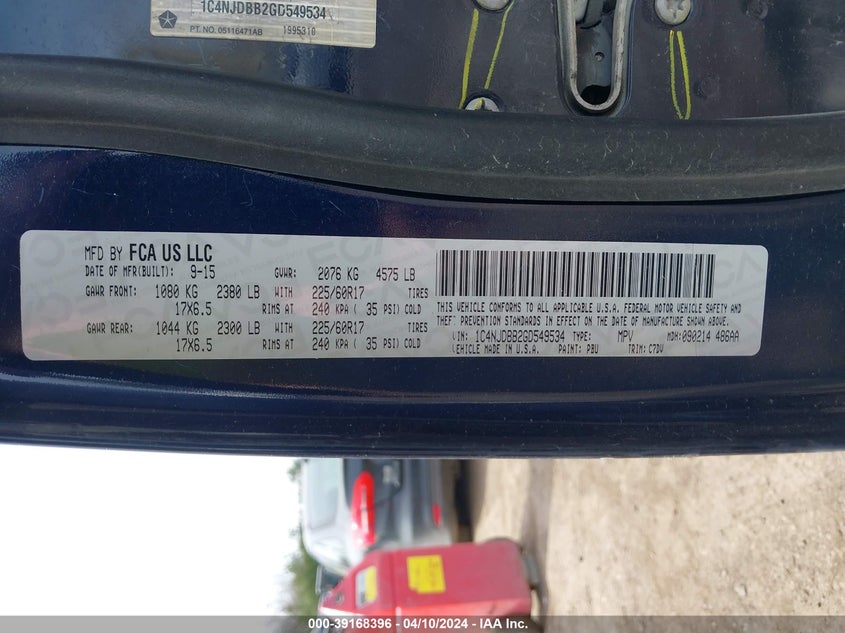 1C4NJDBB2GD549534
PT. NO. 05116471AB 1995310
MFD BY FCA US LLC
DATE OF MFR(BUILT): 9-15 GVWR: 2076 KG 4575 LB
GAWR FRONT: 1080 KG 2380 LB WITH 225/60R17 TIRES
17X6.5 RIMS AT 240 KPA ( 35 PSI) COLD
GAWR REAR: 1044 KG 2300 LB WITH 225/60R17 TIRES
17X6.5 RIMS AT 240 KPA ( 35 PSI) COLD
THIS VEHICLE CONFORMS TO ALL APPLICABLE U.S.A. FEDERAL MOTOR VEHICLE SAFETY AND
THEFT PREVENTION STANDARDS IN EFFECT ON THE DATE OF MANUFACTURE SHOWN ABOVE.
VIN: 1C4NJDBB2GD549534 TYPE: MPV MDH: 090214 486AA
VEHICLE MADE IN U.S.A. PAINT: PBU TRIM: C7DV
000-39168396 - 04/10/2024 - IAA Inc.